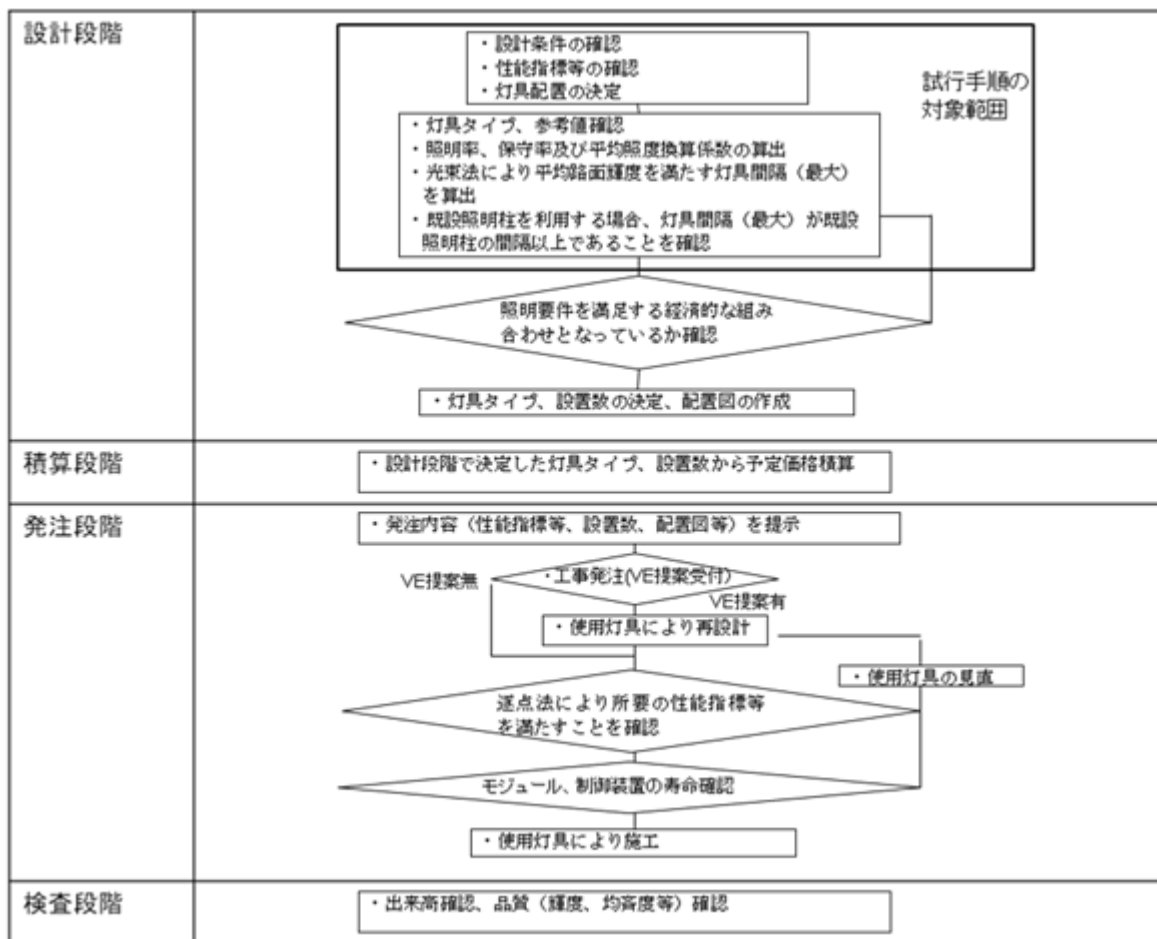 設計段階
・設計条件の確認
・性能指標等の確認
・灯具配置の決定
試行手順の
対象範囲
・灯具タイプ、参考値確認
・照明率、保守率及び平均照度換算係数の算出
・光束法により平均路面輝度を満たす灯具間隔（最大）
を算出
・既設照明柱を利用する場合、灯具間隔（最大）が既設
照明柱の間隔以上であることを確認
照明要件を満足する経済的な組み
合わせとなっているか確認
・灯具タイプ、設置数の決定、配置図の作成
積算段階
・設計段階で決定した灯具タイプ、設置数から予定価格積算
発注段階
・発注内容（性能指標等、設置数、配置図等）を提示
・工事発注(VE提案受付)
VE提案無
VE提案有
・使用灯具により再設計
・使用灯具の見直
逐点法により所要の性能指標等
を満たすことを確認
モジュール、制御装置の寿命確認
・使用灯具により施工
検査段階
・出来高確認、品質（輝度、均斉度等）確認